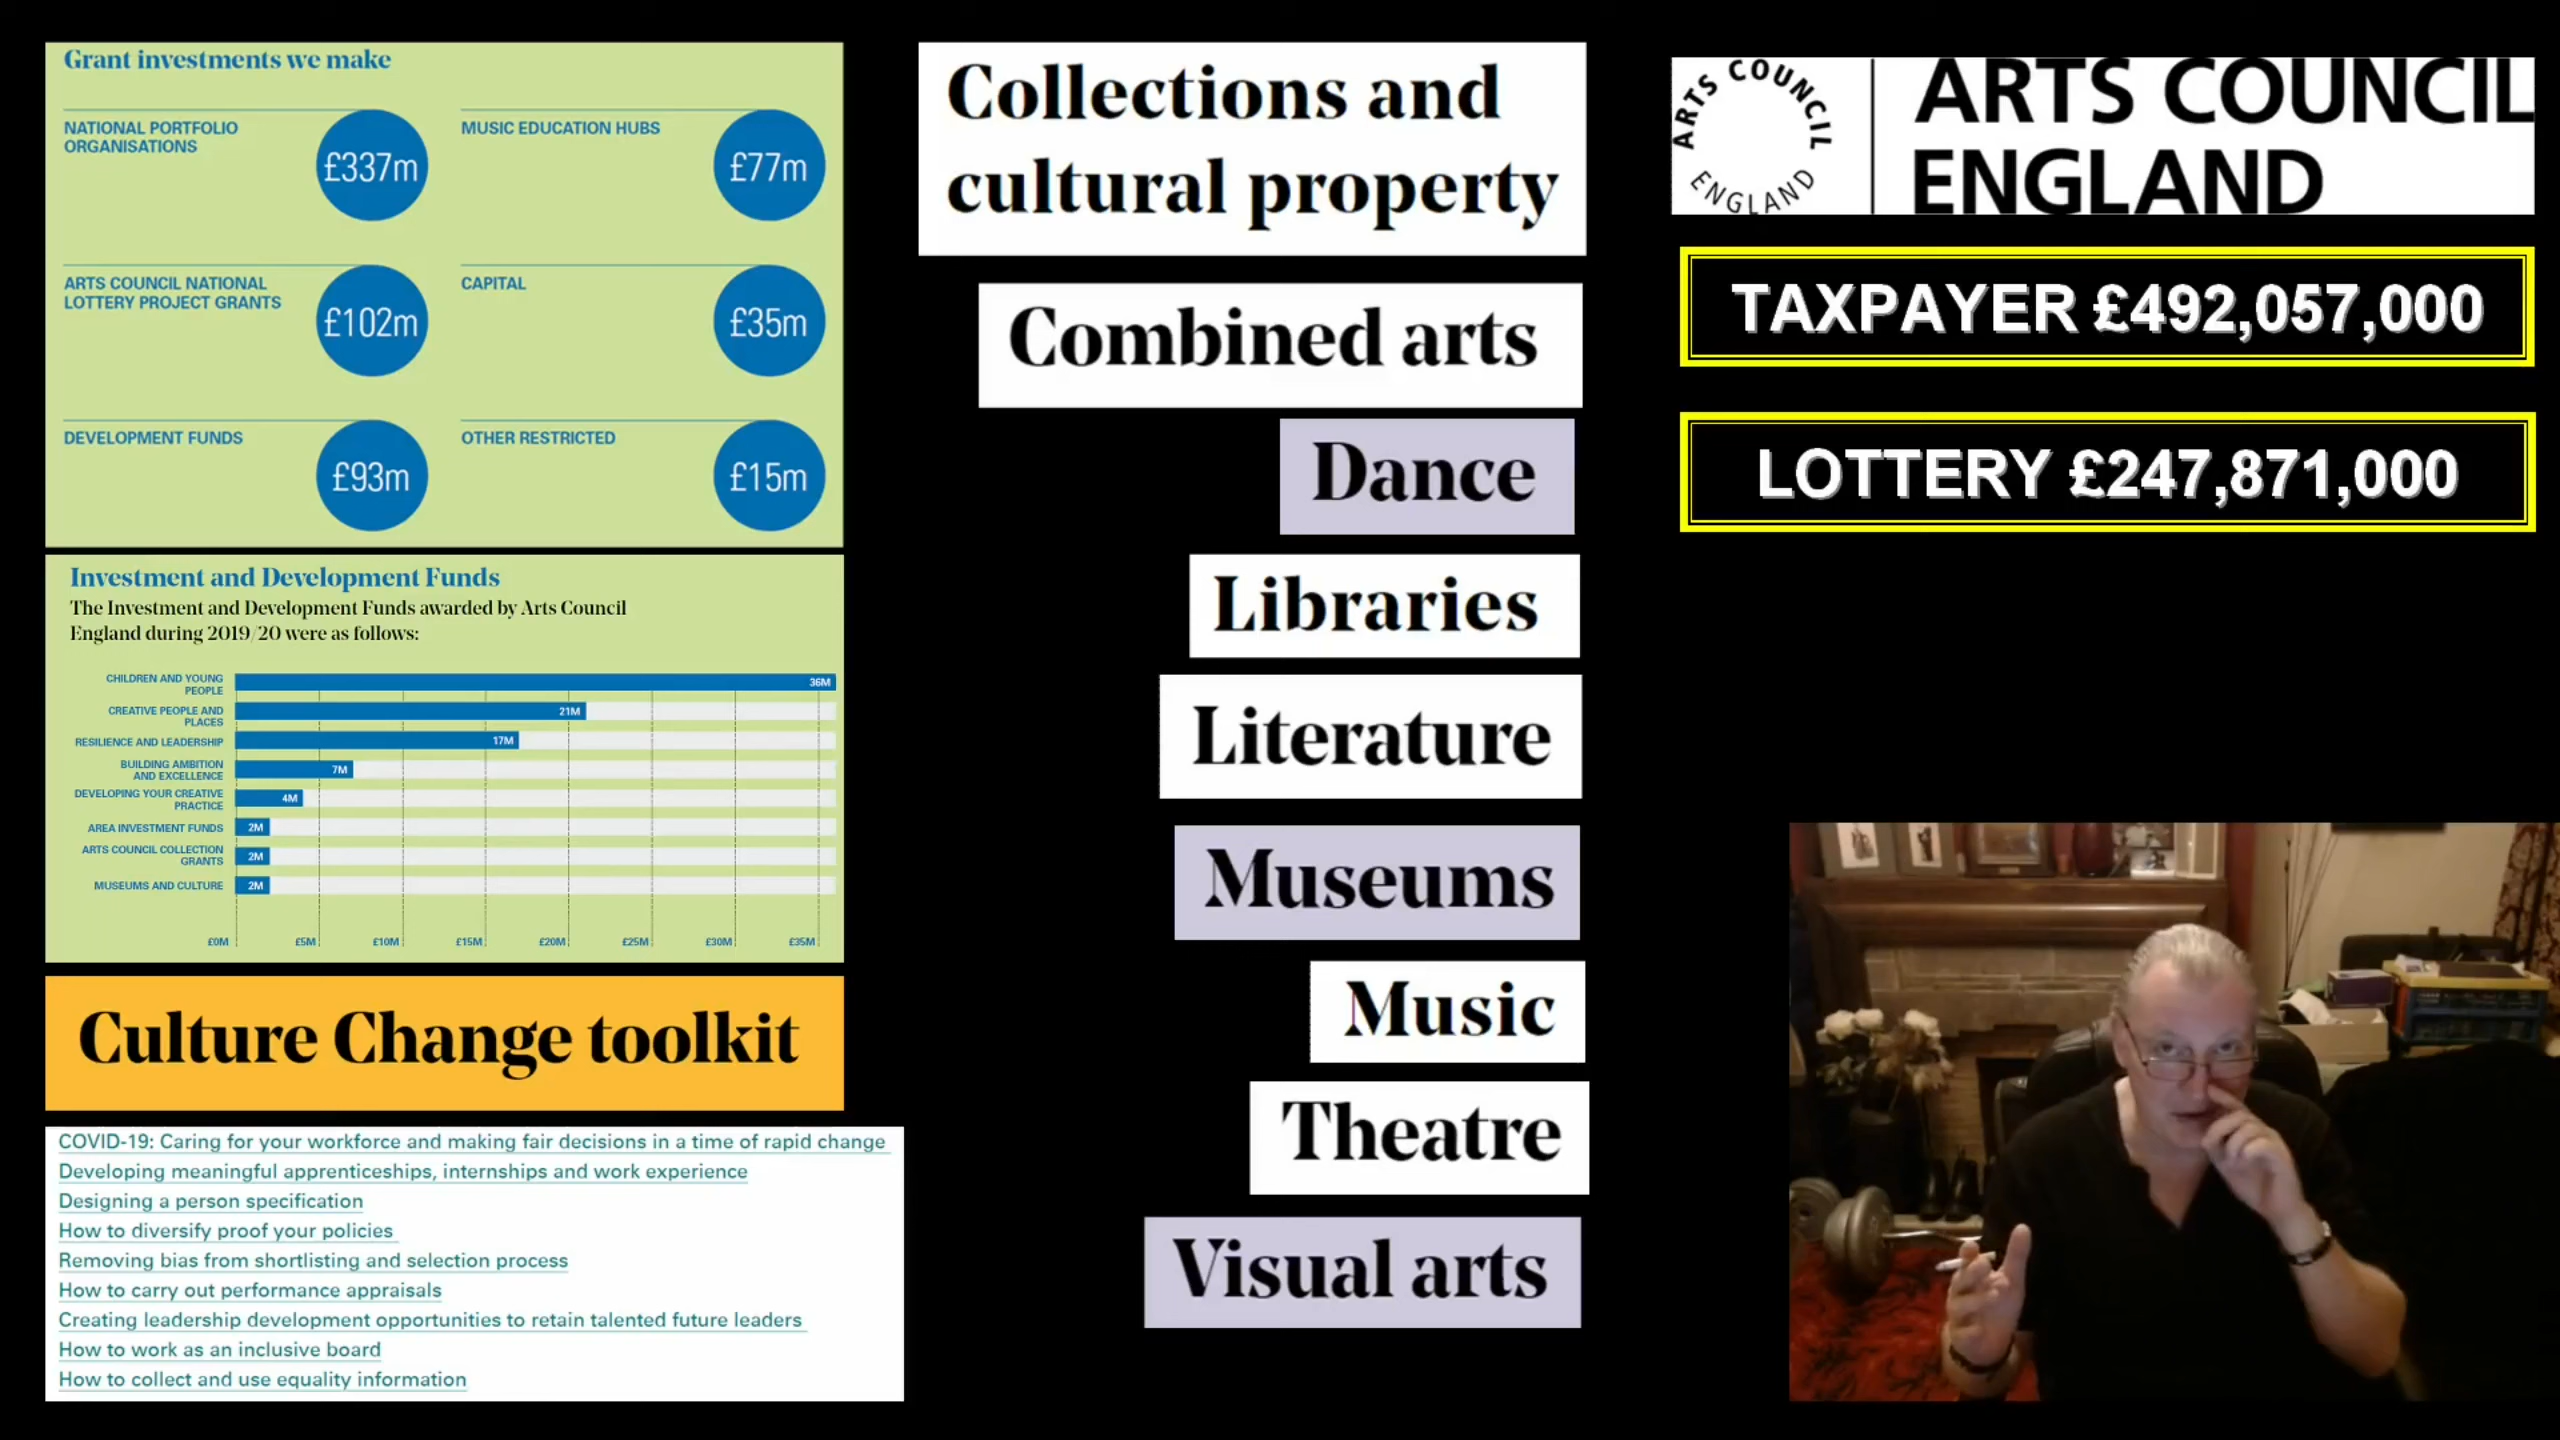 Grant investments we make
NATIONAL PORTFOLIO
ORGANISATIONS
£337m
MUSIC EDUCATION HUBS
£77m
ARTS COUNCIL NATIONAL
LOTTERY PROJECT GRANTS
£102m
CAPITAL
£35m
DEVELOPMENT FUNDS
£93m
OTHER RESTRICTED
£15m
Investment and Development Funds
The Investment and Development Funds awarded by Arts Council
England during 2019/20 were as follows:
CHILDREN AND YOUNG
PEOPLE
36M
CREATIVE PEOPLE AND
PLACES
21M
RESILIENCE AND LEADERSHIP
17M
BUILDING AMBITION
AND EXCELLENCE
7M
DEVELOPING YOUR CREATIVE
PRACTICE
4M
AREA INVESTMENT FUNDS
2M
ARTS COUNCIL COLLECTION
GRANTS
2M
MUSEUMS AND CULTURE
2M
£0M £5M £10M £15M £20M £25M £30M £35M
Culture Change toolkit
COVID-19: Caring for your workforce and making fair decisions in a time of rapid change
Developing meaningful apprenticeships, internships and work experience
Designing a person specification
How to diversify proof your policies
Removing bias from shortlisting and selection process
How to carry out performance appraisals
Creating leadership development opportunities to retain talented future leaders
How to work as an inclusive board
How to collect and use equality information
Collections and
cultural property
Combined arts
Dance
Libraries
Literature
Museums
Music
Theatre
Visual arts
ARTS COUNCIL
ENGLAND
ARTS COUNCIL
ENGLAND
TAXPAYER £492,057,000
LOTTERY £247,871,000